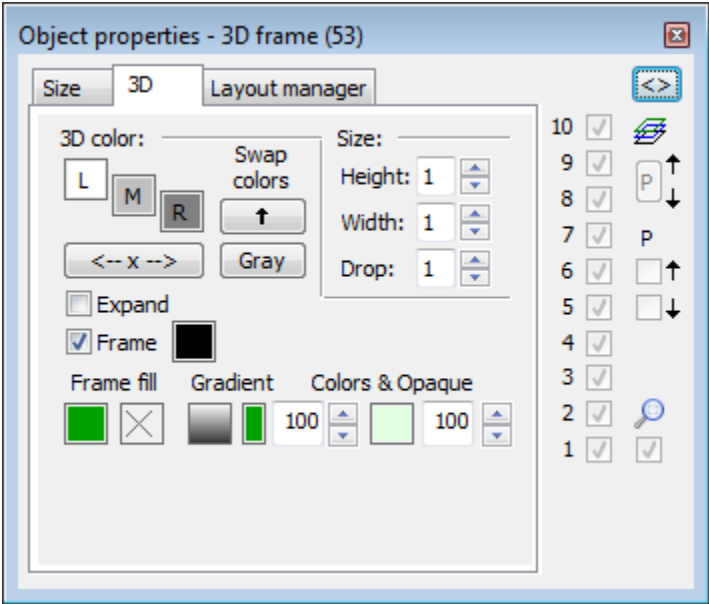 Object properties - 3D frame (53)
Size 3D Layout manager
<>
3D color: Size:
Swap colors
L M R
Height: 1
Width: 1
Drop: 1
<-- x --> Gray
Expand
Frame
Frame fill Gradient Colors & Opaque
100 100
10
9
P
8
7 P
6
5
4
3
2
1